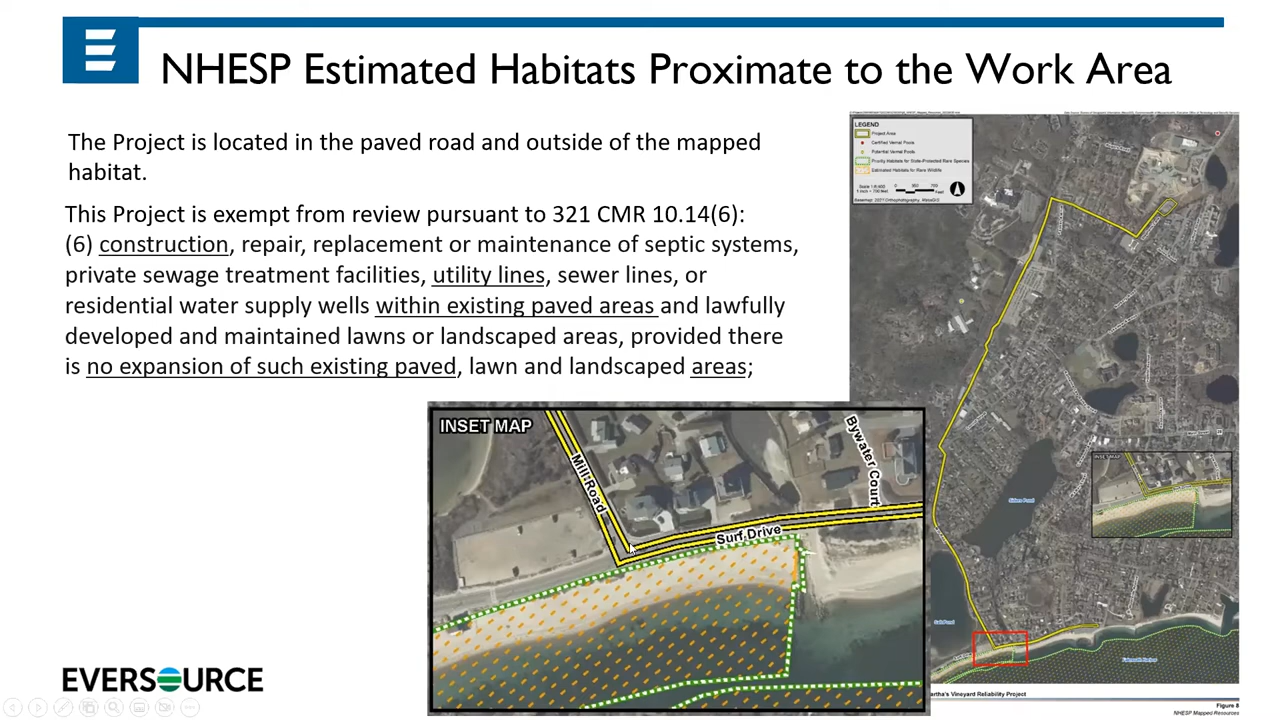 NHESP Estimated Habitats Proximate to the Work Area
The Project is located in the paved road and outside of the mapped
habitat.
This Project is exempt from review pursuant to 321 CMR 10.14(6):
(6) construction, repair, replacement or maintenance of septic systems,
private sewage treatment facilities, utility lines, sewer lines, or
residential water supply wells within existing paved areas and lawfully
developed and maintained lawns or landscaped areas, provided there
is no expansion of such existing paved, lawn and landscaped areas;
INSET MAP
Mill Road
Bywater Court
Surf Drive
EVERSOURCE
LEGEND
Project Area
Certified Vernal Pools
Potential Vernal Pools
Priority Habitats for State-Protected Rare Species
Estimated Habitats for Rare Wildlife
INSET MAP
Falmouth Harbor
artha's Vineyard Reliability Project
Figure 8
NHESP Mapped Resources